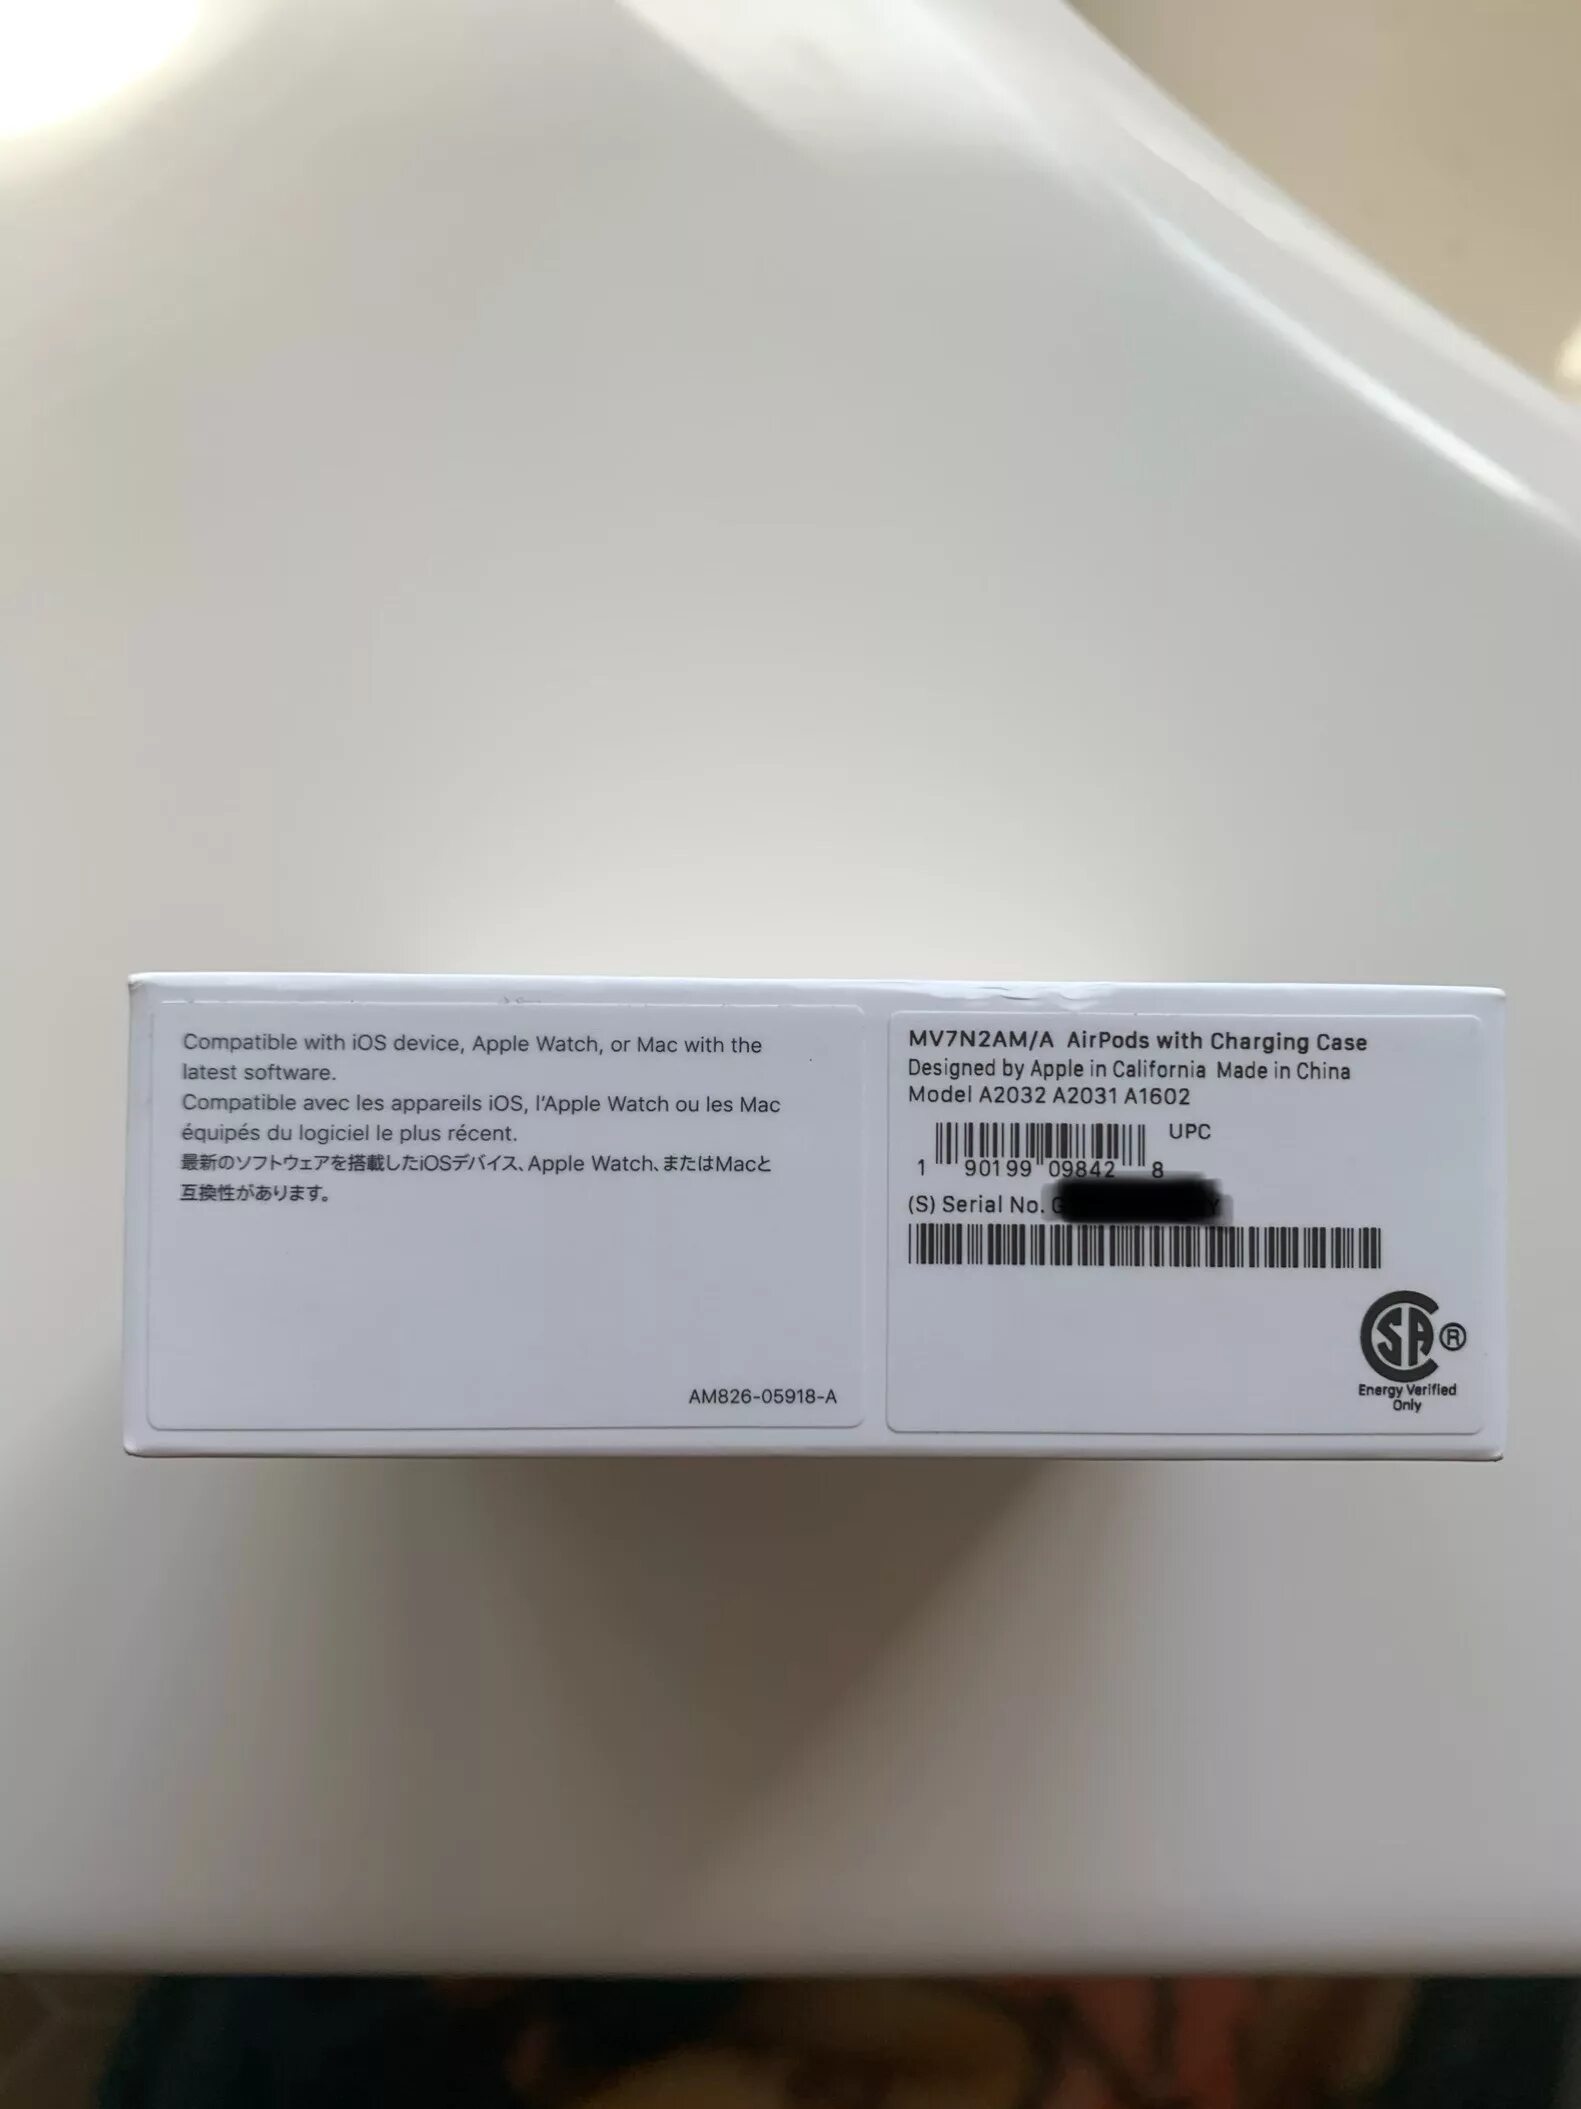 Compatible with iOS device, Apple Watch, or Mac with the
latest software.
Compatible avec les appareils iOS, l'Apple Watch ou les Mac
équipés du logiciel le plus récent.
最新のソフトウェアを搭載したiOSデバイス、Apple Watch、またはMacと
互換性があります。
AM826-05918-A
MV7N2AM/A AirPods with Charging Case
Designed by Apple in California Made in China
Model A2032 A2031 A1602
UPC
1 90199 09842 8
(S) Serial No.
CSA®
Energy Verified
Only